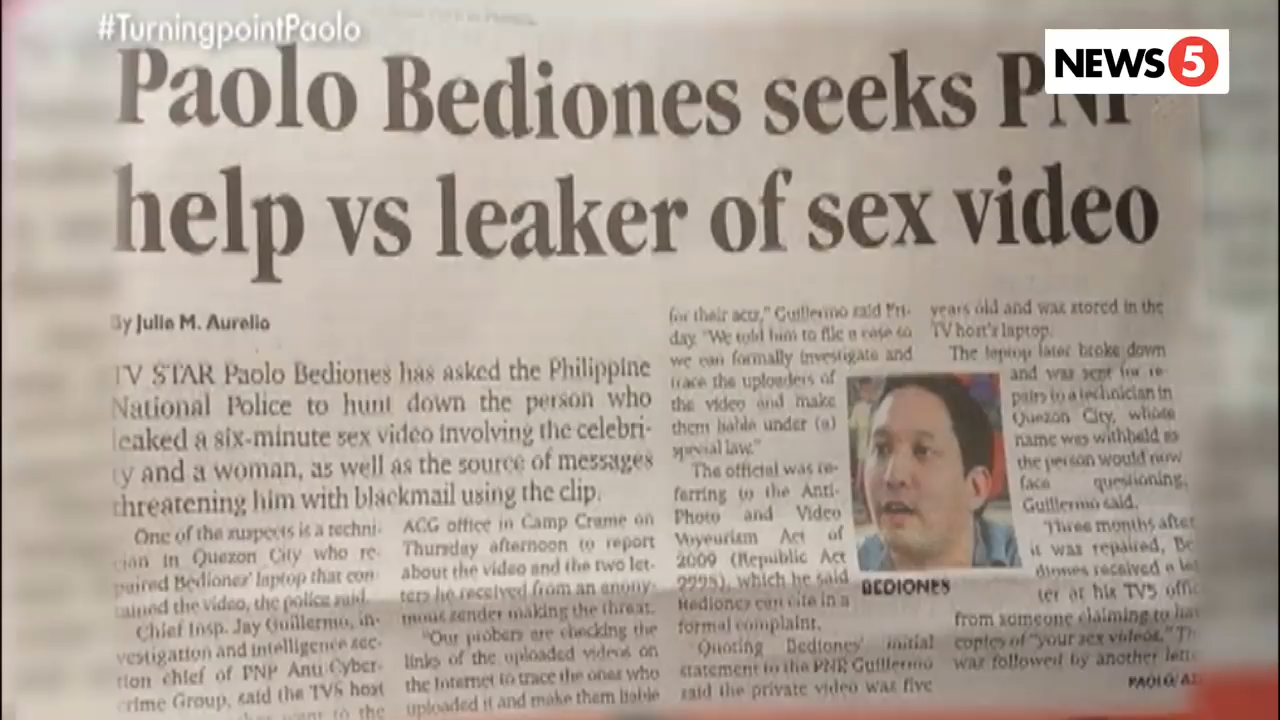 #TurningpointPaolo
NEWS 5
Paolo Bediones seeks PNP
help vs leaker of sex video
By Julie M. Aurelio
TV STAR Paolo Bediones has asked the Philippine
National Police to hunt down the person who
leaked a six-minute sex video involving the celebri-
ty and a woman, as well as the source of messages
threatening him with blackmail using the clip.
One of the suspects is a techni-
cian in Quezon City who re-
paired Bediones' laptop that con-
tained the video, the police said.
Chief Insp. Jay Guillermo, in-
vestigation and intelligence sec-
tion chief of PNP Anti Cyber-
crime Group, said the TV5 host
went to the
ACG office in Camp Crame on
Thursday afternoon to report
about the video and the two let-
ters he received from an anony-
mous sender making the threat.
"Our probers are checking the
links of the uploaded videos on
the Internet to trace the ones who
uploaded it and make them liable
for their acts," Guillermo said Fri-
day. "We told him to file a case so
we can formally investigate and
trace the uploaders of
the video and make
them liable under (a)
special law."
The official was re-
ferring to the Anti-
Photo and Video
Voyeurism Act of
2009 (Republic Act
9995), which he said
Bediones can cite in a
formal complaint.
Quoting Bediones' initial
statement to the PNP, Guillermo
said the private video was five
years old and was stored in the
TV host's laptop.
The laptop later broke down
and was sent for re-
pairs to a technician in
Quezon City, whose
name was withheld as
the person would now
face questioning,
Guillermo said.
Three months after
it was repaired, Be-
diones received a let-
ter at his TV5 offic
from someone claiming to hav
copies of "your sex videos." Th
was followed by another lette
BEDIONES
PAOLO/A2